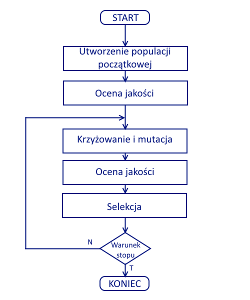 START
Utworzenie populacji
początkowej
Ocena jakości
Krzyżowanie i mutacja
Ocena jakości
Selekcja
N
Warunek
stopu
T
KONIEC